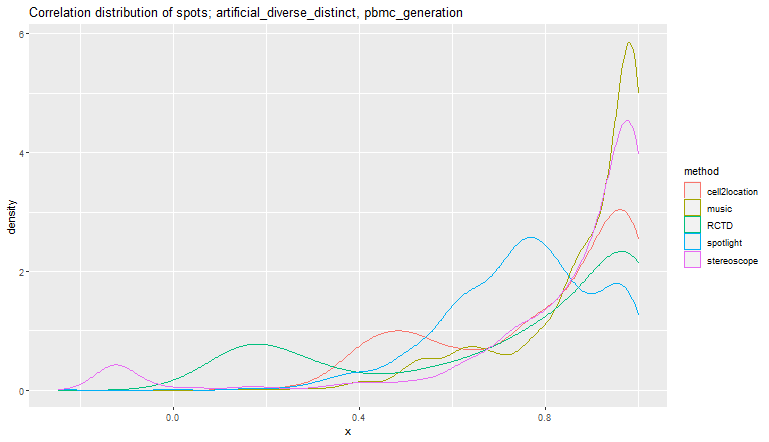 Correlation distribution of spots; artificial_diverse_distinct, pbmc_generation
6
4
2
0
density
0.0
0.4
0.8
x
method
cell2location
music
RCTD
spotlight
stereoscope